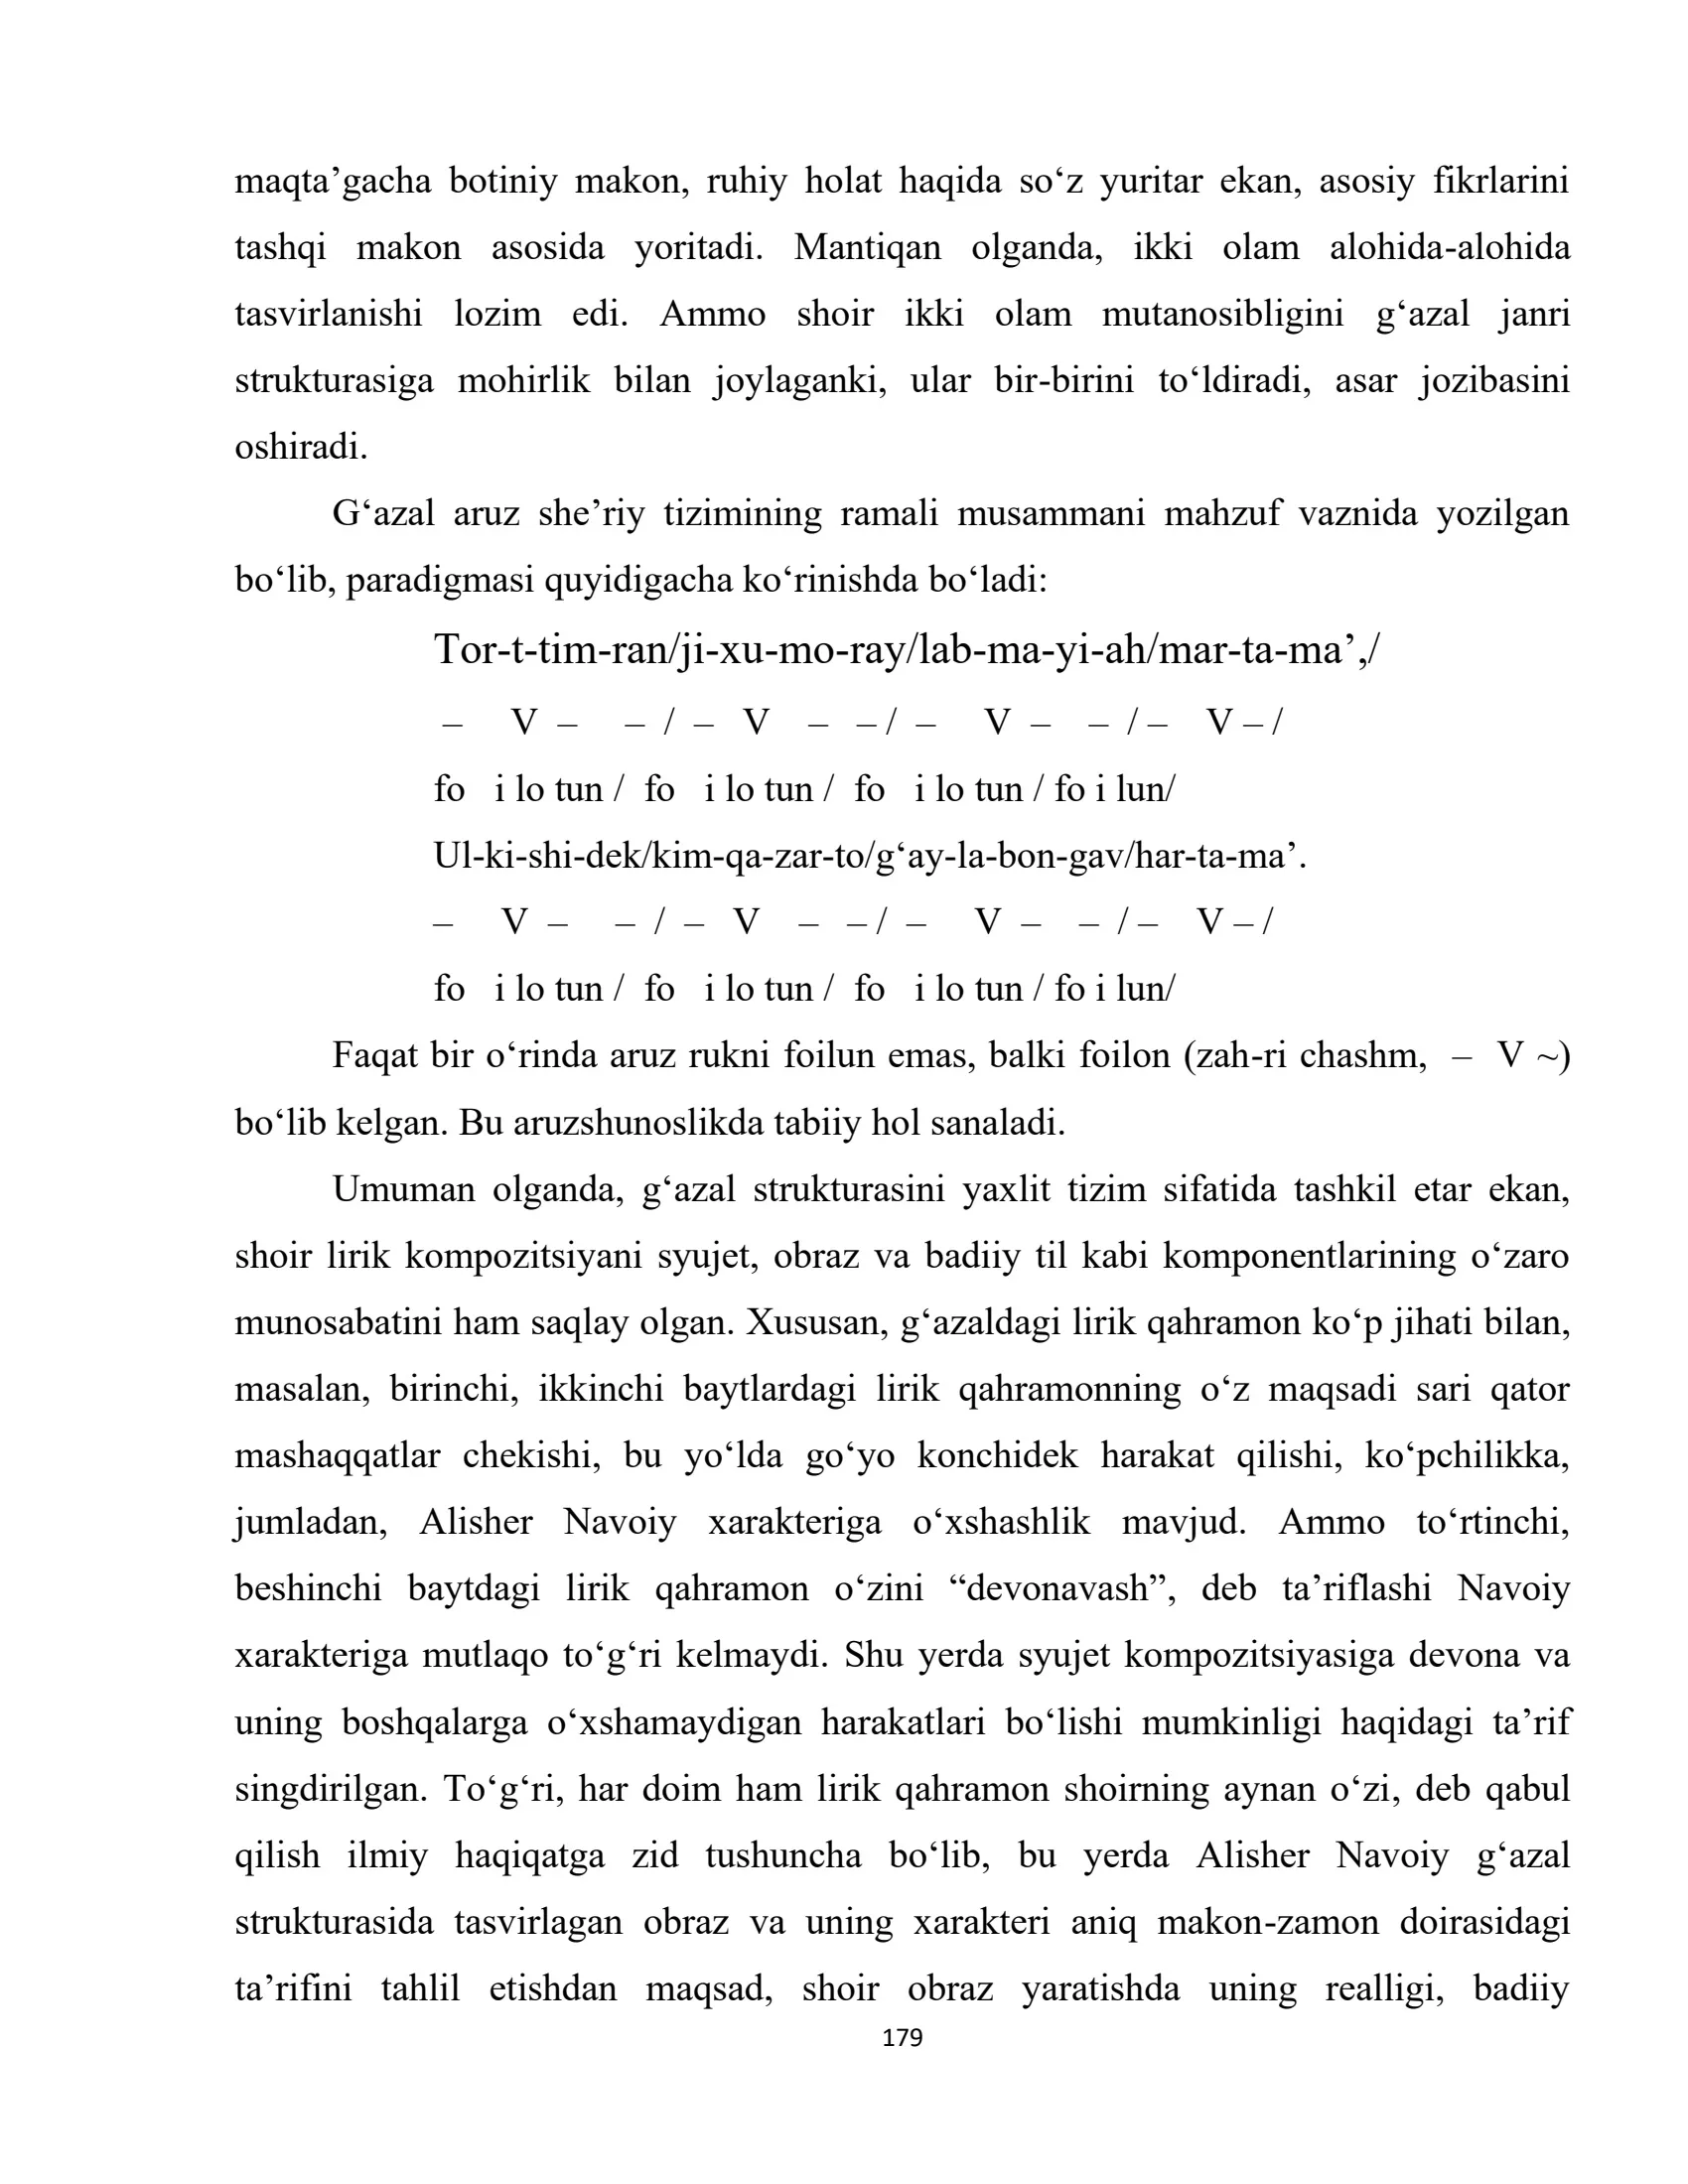 maqta’gacha botiniy makon, ruhiy holat haqida so‘z yuritar ekan, asosiy fikrlarini
tashqi makon asosida yoritadi. Mantiqan olganda, ikki olam alohida-alohida
tasvirlanishi lozim edi. Ammo shoir ikki olam mutanosibligini g‘azal janri
strukturasiga mohirlik bilan joylaganki, ular bir-birini to‘ldiradi, asar jozibasini
oshiradi.
G‘azal aruz she’riy tizimining ramali musammani mahzuf vaznida yozilgan
bo‘lib, paradigmasi quyidigacha ko‘rinishda bo‘ladi:
Tor-t-tim-ran/ji-xu-mo-ray/lab-ma-yi-ah/mar-ta-ma’,/
– V – – / – V – – / – V – – / – V – /
fo i lo tun / fo i lo tun / fo i lo tun / fo i lun/
Ul-ki-shi-dek/kim-qa-zar-to/g‘ay-la-bon-gav/har-ta-ma’.
– V – – / – V – – / – V – – / – V – /
fo i lo tun / fo i lo tun / fo i lo tun / fo i lun/
Faqat bir o‘rinda aruz rukni foilun emas, balki foilon (zah-ri chashm, – V ~)
bo‘lib kelgan. Bu aruzshunoslikda tabiiy hol sanaladi.
Umuman olganda, g‘azal strukturasini yaxlit tizim sifatida tashkil etar ekan,
shoir lirik kompozitsiyani syujet, obraz va badiiy til kabi komponentlarining o‘zaro
munosabatini ham saqlay olgan. Xususan, g‘azaldagi lirik qahramon ko‘p jihati bilan,
masalan, birinchi, ikkinchi baytlardagi lirik qahramonning o‘z maqsadi sari qator
mashaqqatlar chekishi, bu yo‘lda go‘yo konchidek harakat qilishi, ko‘pchilikka,
jumladan, Alisher Navoiy xarakteriga o‘xshashlik mavjud. Ammo to‘rtinchi,
beshinchi baytdagi lirik qahramon o‘zini “devonavash”, deb ta’riflashi Navoiy
xarakteriga mutlaqo to‘g‘ri kelmaydi. Shu yerda syujet kompozitsiyasiga devona va
uning boshqalarga o‘xshamaydigan harakatlari bo‘lishi mumkinligi haqidagi ta’rif
singdirilgan. To‘g‘ri, har doim ham lirik qahramon shoirning aynan o‘zi, deb qabul
qilish ilmiy haqiqatga zid tushuncha bo‘lib, bu yerda Alisher Navoiy g‘azal
strukturasida tasvirlagan obraz va uning xarakteri aniq makon-zamon doirasidagi
ta’rifini tahlil etishdan maqsad, shoir obraz yaratishda uning realligi, badiiy
179